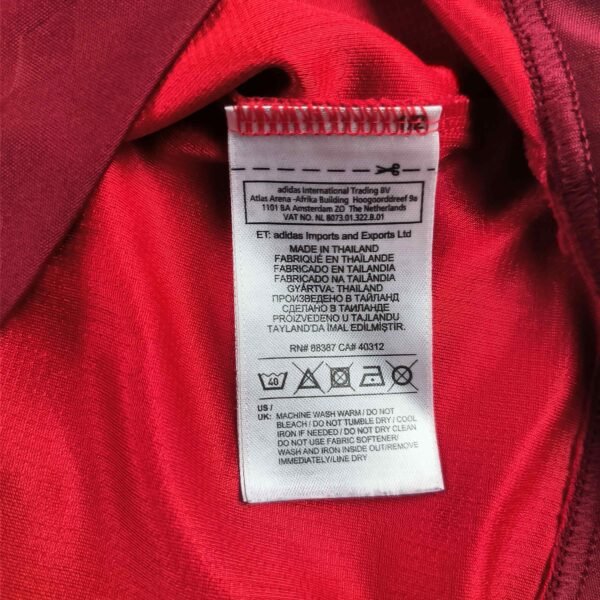 adidas International Trading BV
Atlas Arena -Afrika Building Hoogoorddreef 9a
1101 BA Amsterdam ZO The Netherlands
VAT NO. NL 8073.01.322.B.01
ET: adidas Imports and Exports Ltd
MADE IN THAILAND
FABRIQUÉ EN THAÏLANDE
FABRICADO EN TAILANDIA
FABRICADO NA TAILÂNDIA
GYÁRTVA: THAILAND
ПРОИЗВЕДЕНО В ТАЙЛАНД
СДЕЛАНО В ТАИЛАНДЕ
PROIZVEDENO U TAJLANDU
TAYLAND'DA İMAL EDİLMİŞTİR.
RN# 88387 CA# 40312
40
US /
UK: MACHINE WASH WARM / DO NOT
BLEACH / DO NOT TUMBLE DRY / COOL
IRON IF NEEDED / DO NOT DRY CLEAN
DO NOT USE FABRIC SOFTENER/
WASH AND IRON INSIDE OUT/REMOVE
IMMEDIATELY/LINE DRY